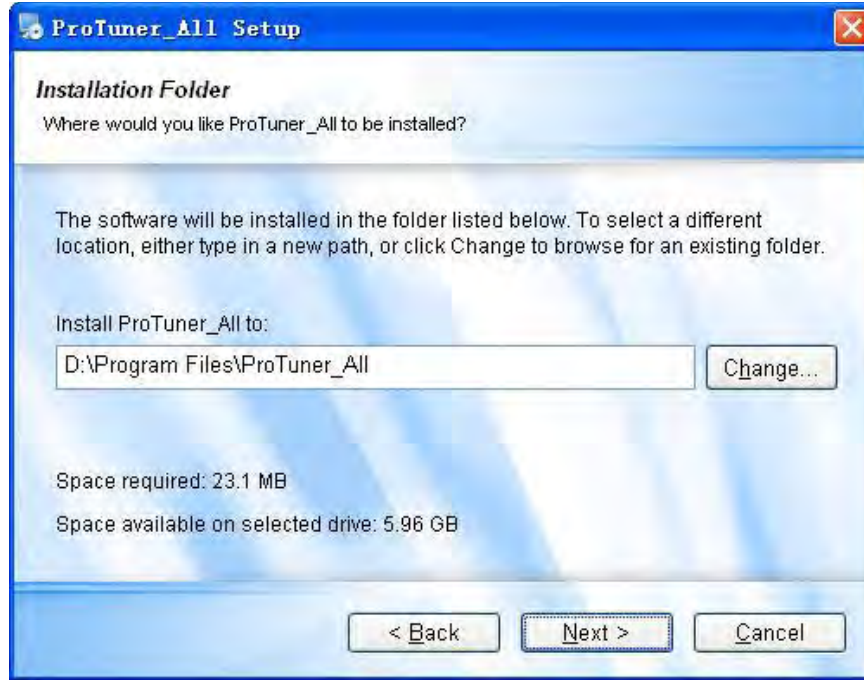 ProTuner_All Setup
Installation Folder
Where would you like ProTuner_All to be installed?
The software will be installed in the folder listed below. To select a different
location, either type in a new path, or click Change to browse for an existing folder.
Install ProTuner_All to:
D:\Program Files\ProTuner_All
Change...
Space required: 23.1 MB
Space available on selected drive: 5.96 GB
< Back
Next >
Cancel